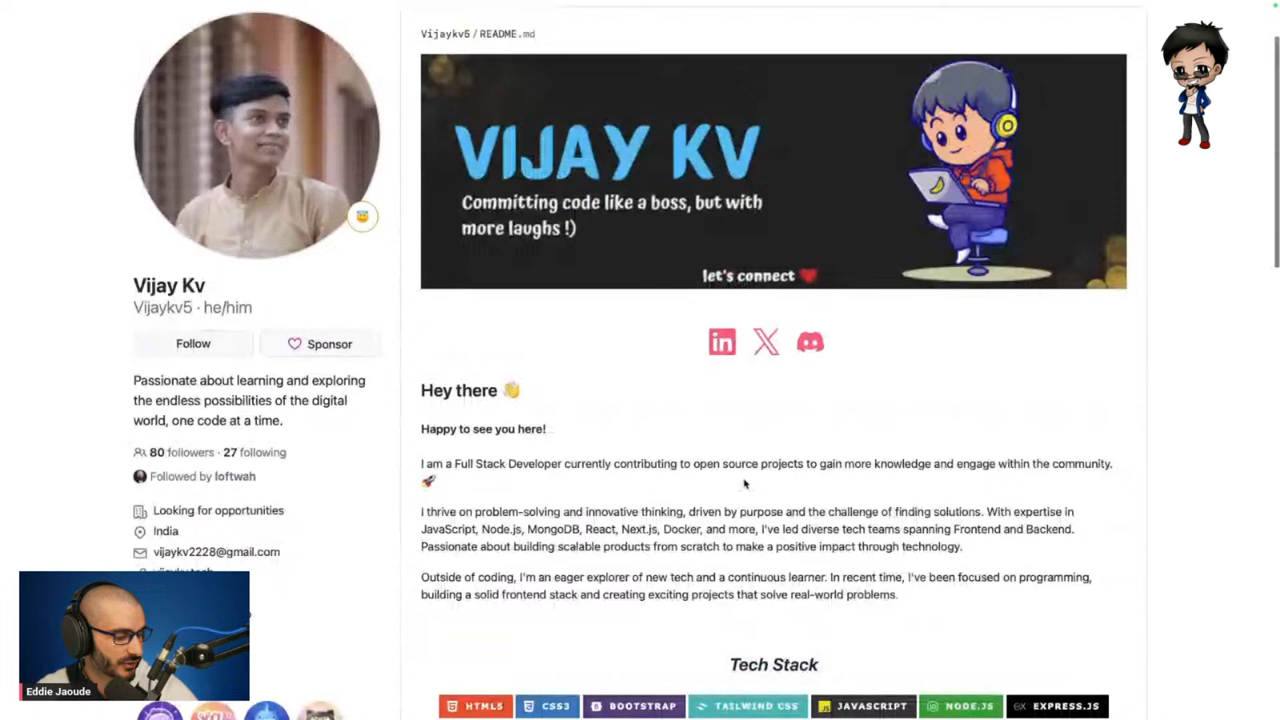 Vijay Kv
Vijaykv5 · he/him
Follow
Sponsor
Passionate about learning and exploring
the endless possibilities of the digital
world, one code at a time.
80 followers · 27 following
Followed by loftwah
Looking for opportunities
India
vijaykv2228@gmail.com
Eddie Jaoude
Vijaykv5 / README.md
VIJAY KV
Committing code like a boss, but with
more laughs !)
let's connect
in
Hey there 👋
Happy to see you here!
I am a Full Stack Developer currently contributing to open source projects to gain more knowledge and engage within the community.
🚀
I thrive on problem-solving and innovative thinking, driven by purpose and the challenge of finding solutions. With expertise in
JavaScript, Node.js, MongoDB, React, Next.js, Docker, and more, I've led diverse tech teams spanning Frontend and Backend.
Passionate about building scalable products from scratch to make a positive impact through technology.
Outside of coding, I'm an eager explorer of new tech and a continuous learner. In recent time, I've been focused on programming,
building a solid frontend stack and creating exciting projects that solve real-world problems.
Tech Stack
HTML5 CSS3 BOOTSTRAP TAILWIND CSS JAVASCRIPT NODE.JS EXPRESS.JS